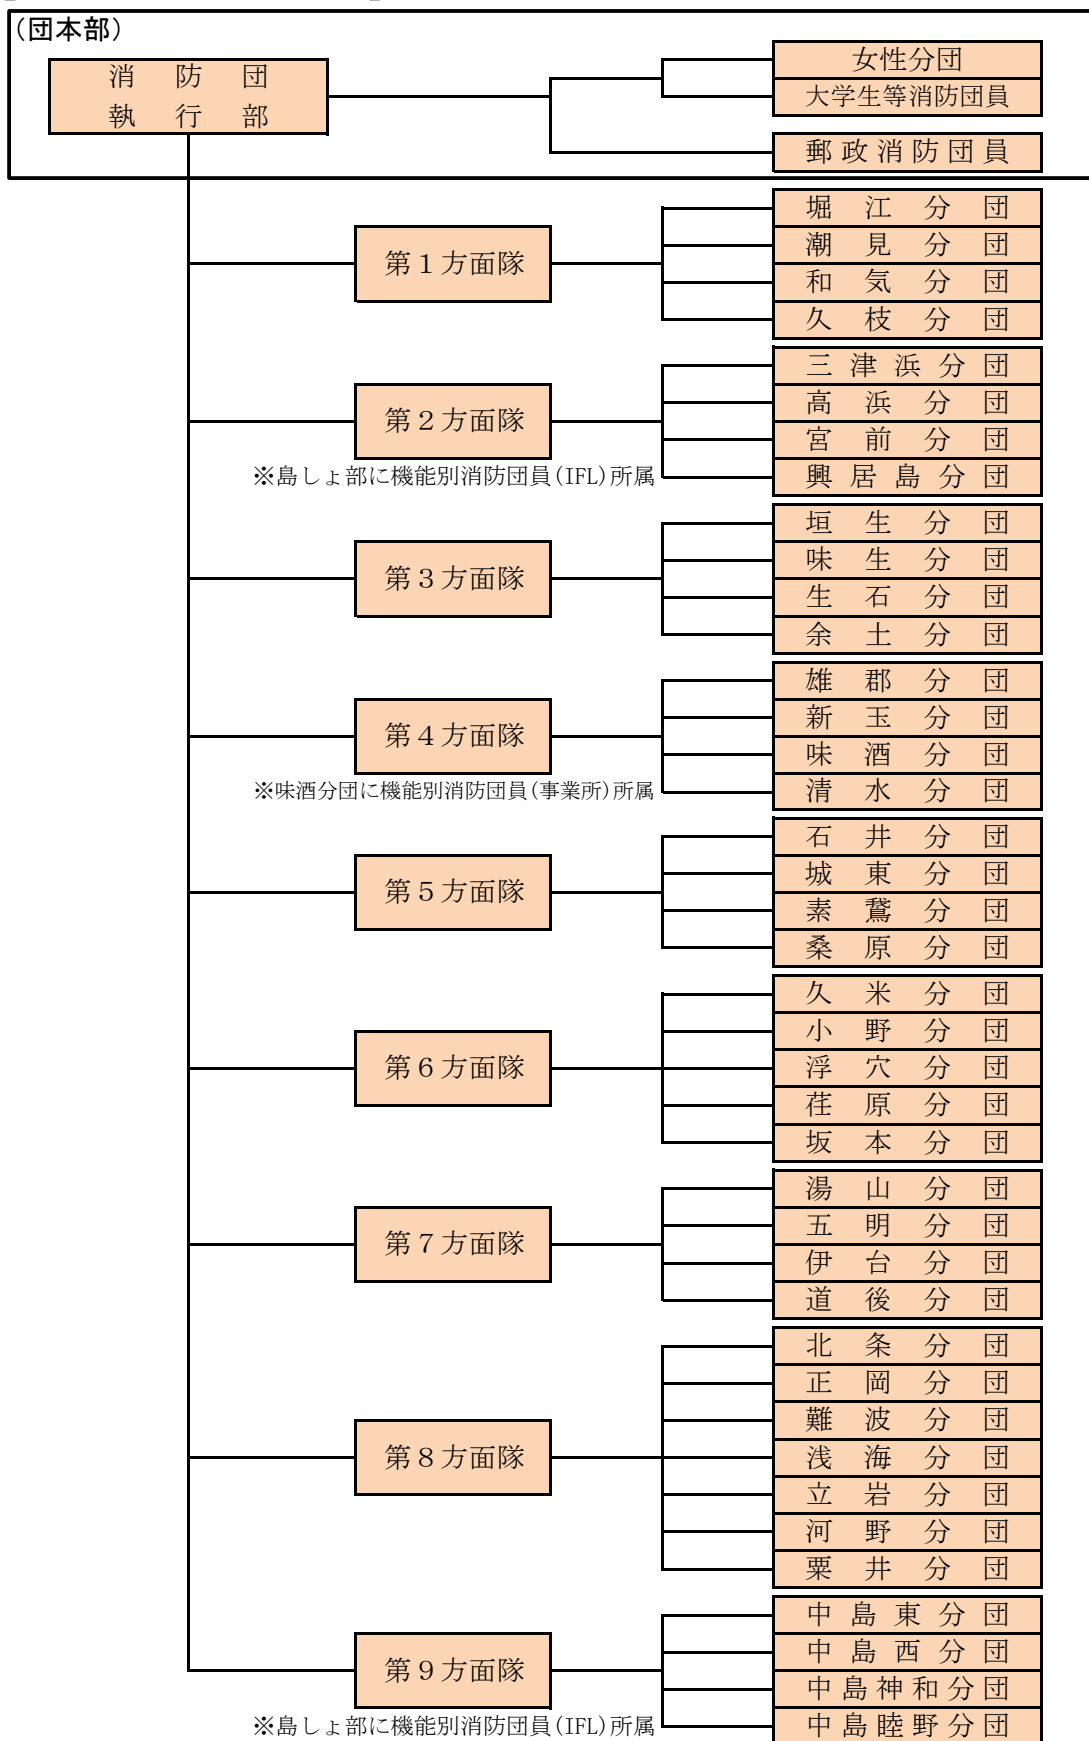 (団本部)
消防団
執行部
女性分団
大学生等消防団員
郵政消防団員
第1方面隊
堀江分団
潮見分団
和気分団
久枝分団
第2方面隊
※島しょ部に機能別消防団員(IFL)所属
三津浜分団
高浜分団
宮前分団
興居島分団
第3方面隊
垣生分団
味生分団
生石分団
余土分団
第4方面隊
※味酒分団に機能別消防団員(事業所)所属
雄郡分団
新玉分団
味酒分団
清水分団
第5方面隊
石井分団
城東分団
素鵞分団
桑原分団
第6方面隊
久米分団
小野分団
浮穴分団
荏原分団
坂本分団
第7方面隊
湯山分団
五明分団
伊台分団
道後分団
第8方面隊
北条分団
正岡分団
難波分団
浅海分団
立岩分団
河野分団
粟井分団
第9方面隊
※島しょ部に機能別消防団員(IFL)所属
中島東分団
中島西分団
中島神和分団
中島睦野分団